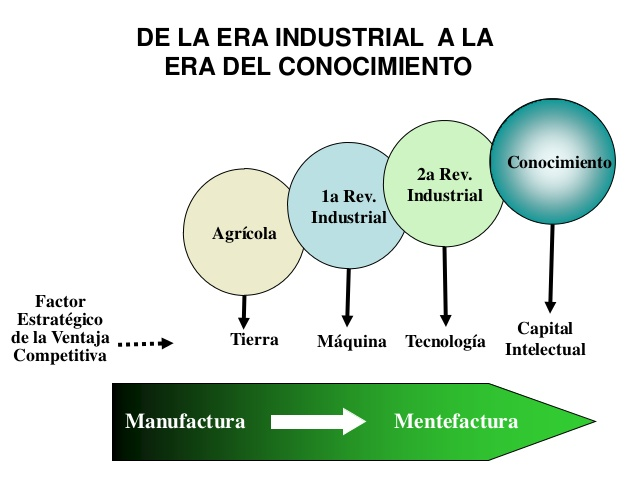 DE LA ERA INDUSTRIAL A LA
ERA DEL CONOCIMIENTO
Agrícola
1a Rev.
Industrial
2a Rev.
Industrial
Conocimiento
Factor
Estratégico
de la Ventaja
Competitiva
Tierra
Máquina
Tecnología
Capital
Intelectual
Manufactura
Mentefactura